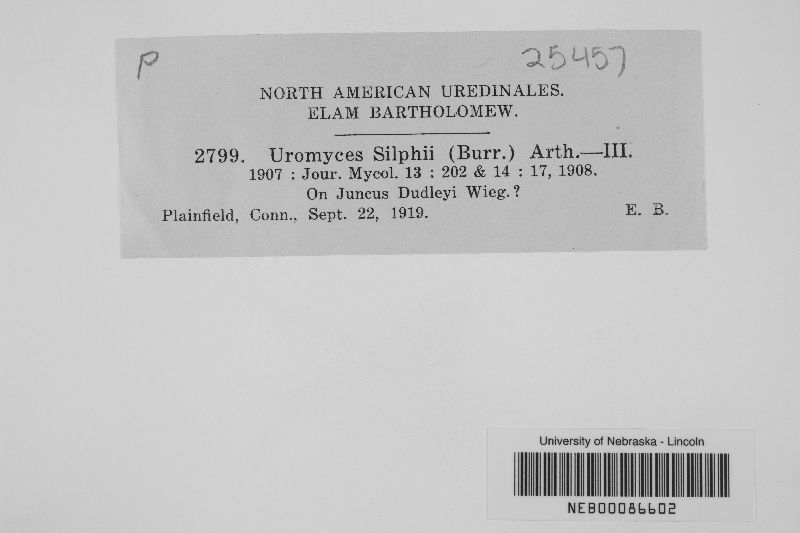 P
25457
NORTH AMERICAN UREDINALES.
ELAM BARTHOLOMEW.
2799. Uromyces Silphii (Burr.) Arth.—III.
1907 : Jour. Mycol. 13 : 202 & 14 : 17, 1908.
On Juncus Dudleyi Wieg.?
Plainfield, Conn., Sept. 22, 1919. E. B.
University of Nebraska - Lincoln
NEB00086602